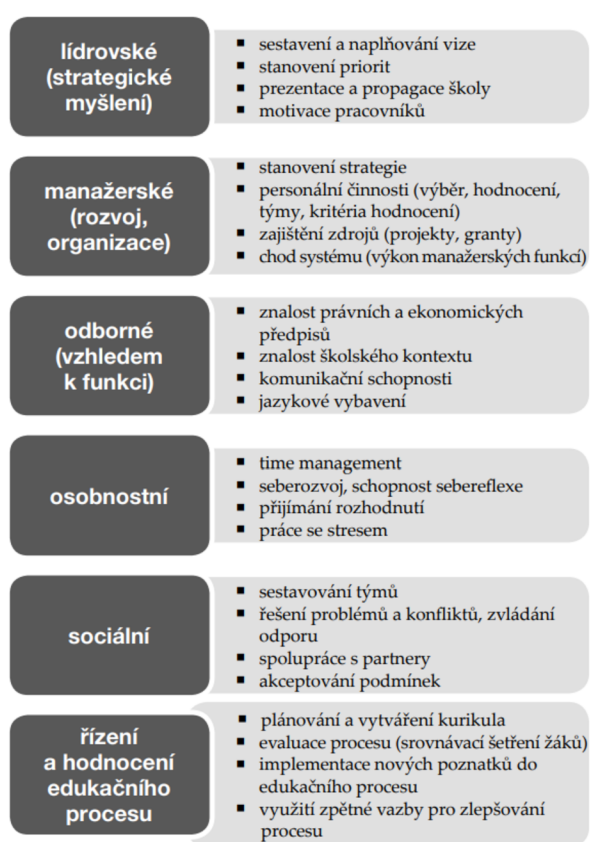 lídrovské
(strategické
myšlení)
▪ sestavení a naplňování vize
▪ stanovení priorit
▪ prezentace a propagace školy
▪ motivace pracovníků
manažerské
(rozvoj,
organizace)
▪ stanovení strategie
▪ personální činnosti (výběr, hodnocení,
týmy, kritéria hodnocení)
▪ zajištění zdrojů (projekty, granty)
▪ chod systému (výkon manažerských funkcí)
odborné
(vzhledem
k funkci)
▪ znalost právních a ekonomických
předpisů
▪ znalost školského kontextu
▪ komunikační schopnosti
▪ jazykové vybavení
osobnostní
▪ time management
▪ seberozvoj, schopnost sebereflexe
▪ přijímání rozhodnutí
▪ práce se stresem
sociální
▪ sestavování týmů
▪ řešení problémů a konfliktů, zvládání
odporu
▪ spolupráce s partnery
▪ akceptování podmínek
řízení
a hodnocení
edukačního
procesu
▪ plánování a vytváření kurikula
▪ evaluace procesu (srovnávací šetření žáků)
▪ implementace nových poznatků do
edukačního procesu
▪ využití zpětné vazby pro zlepšování
procesu